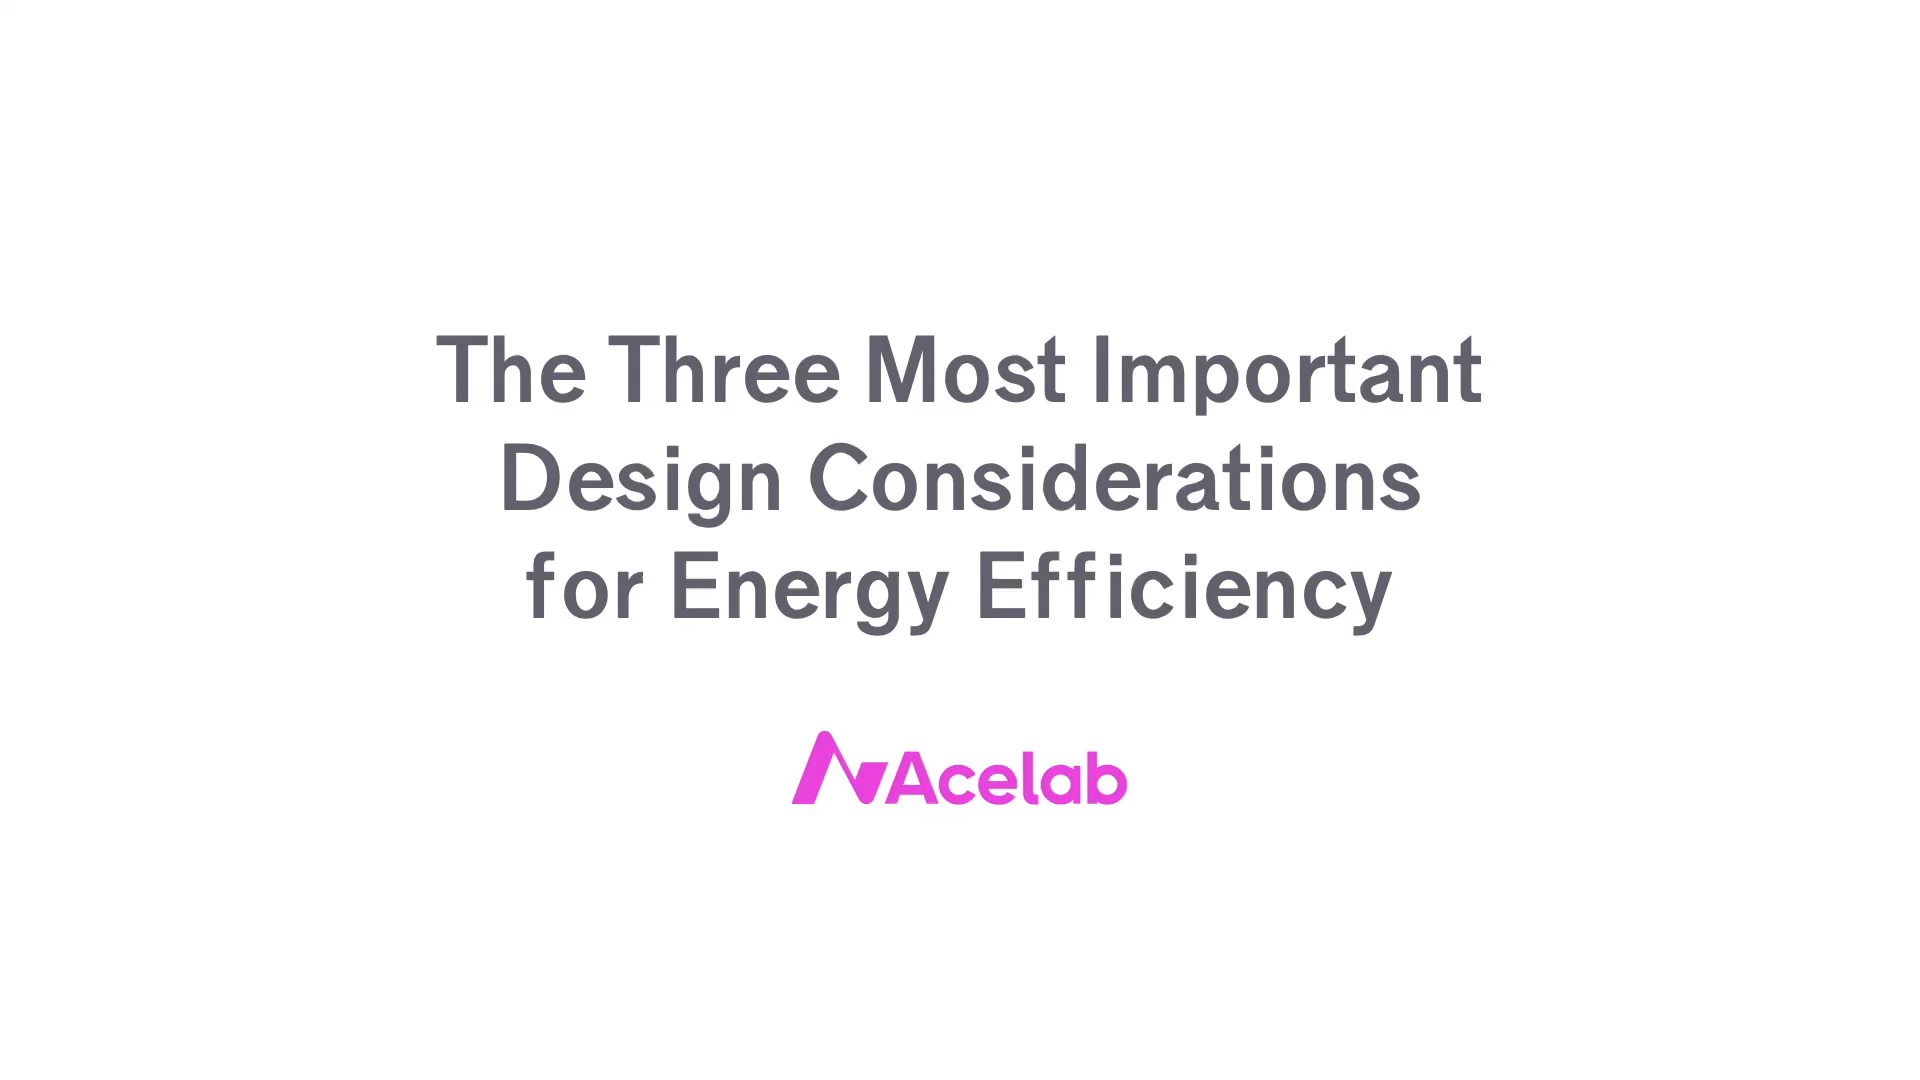 The Three Most Important
Design Considerations
for Energy Efficiency
Acelab